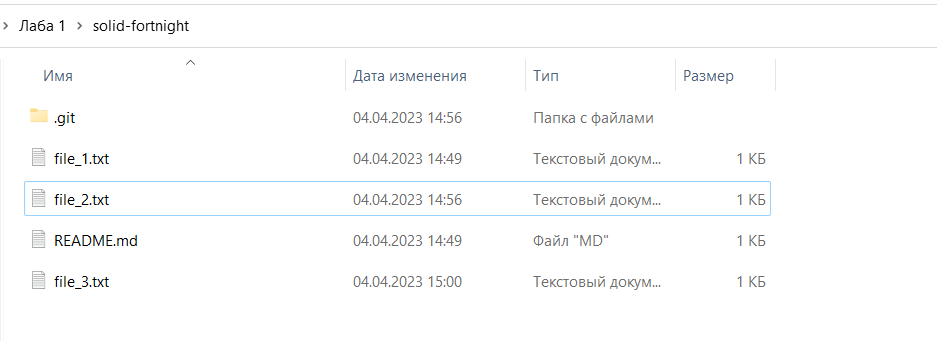 Лаба 1 > solid-fortnight
Имя Дата изменения Тип Размер
.git 04.04.2023 14:56 Папка с файлами
file_1.txt 04.04.2023 14:49 Текстовый докум... 1 КБ
file_2.txt 04.04.2023 14:56 Текстовый докум... 1 КБ
README.md 04.04.2023 14:49 Файл "MD" 1 КБ
file_3.txt 04.04.2023 15:00 Текстовый докум... 1 КБ